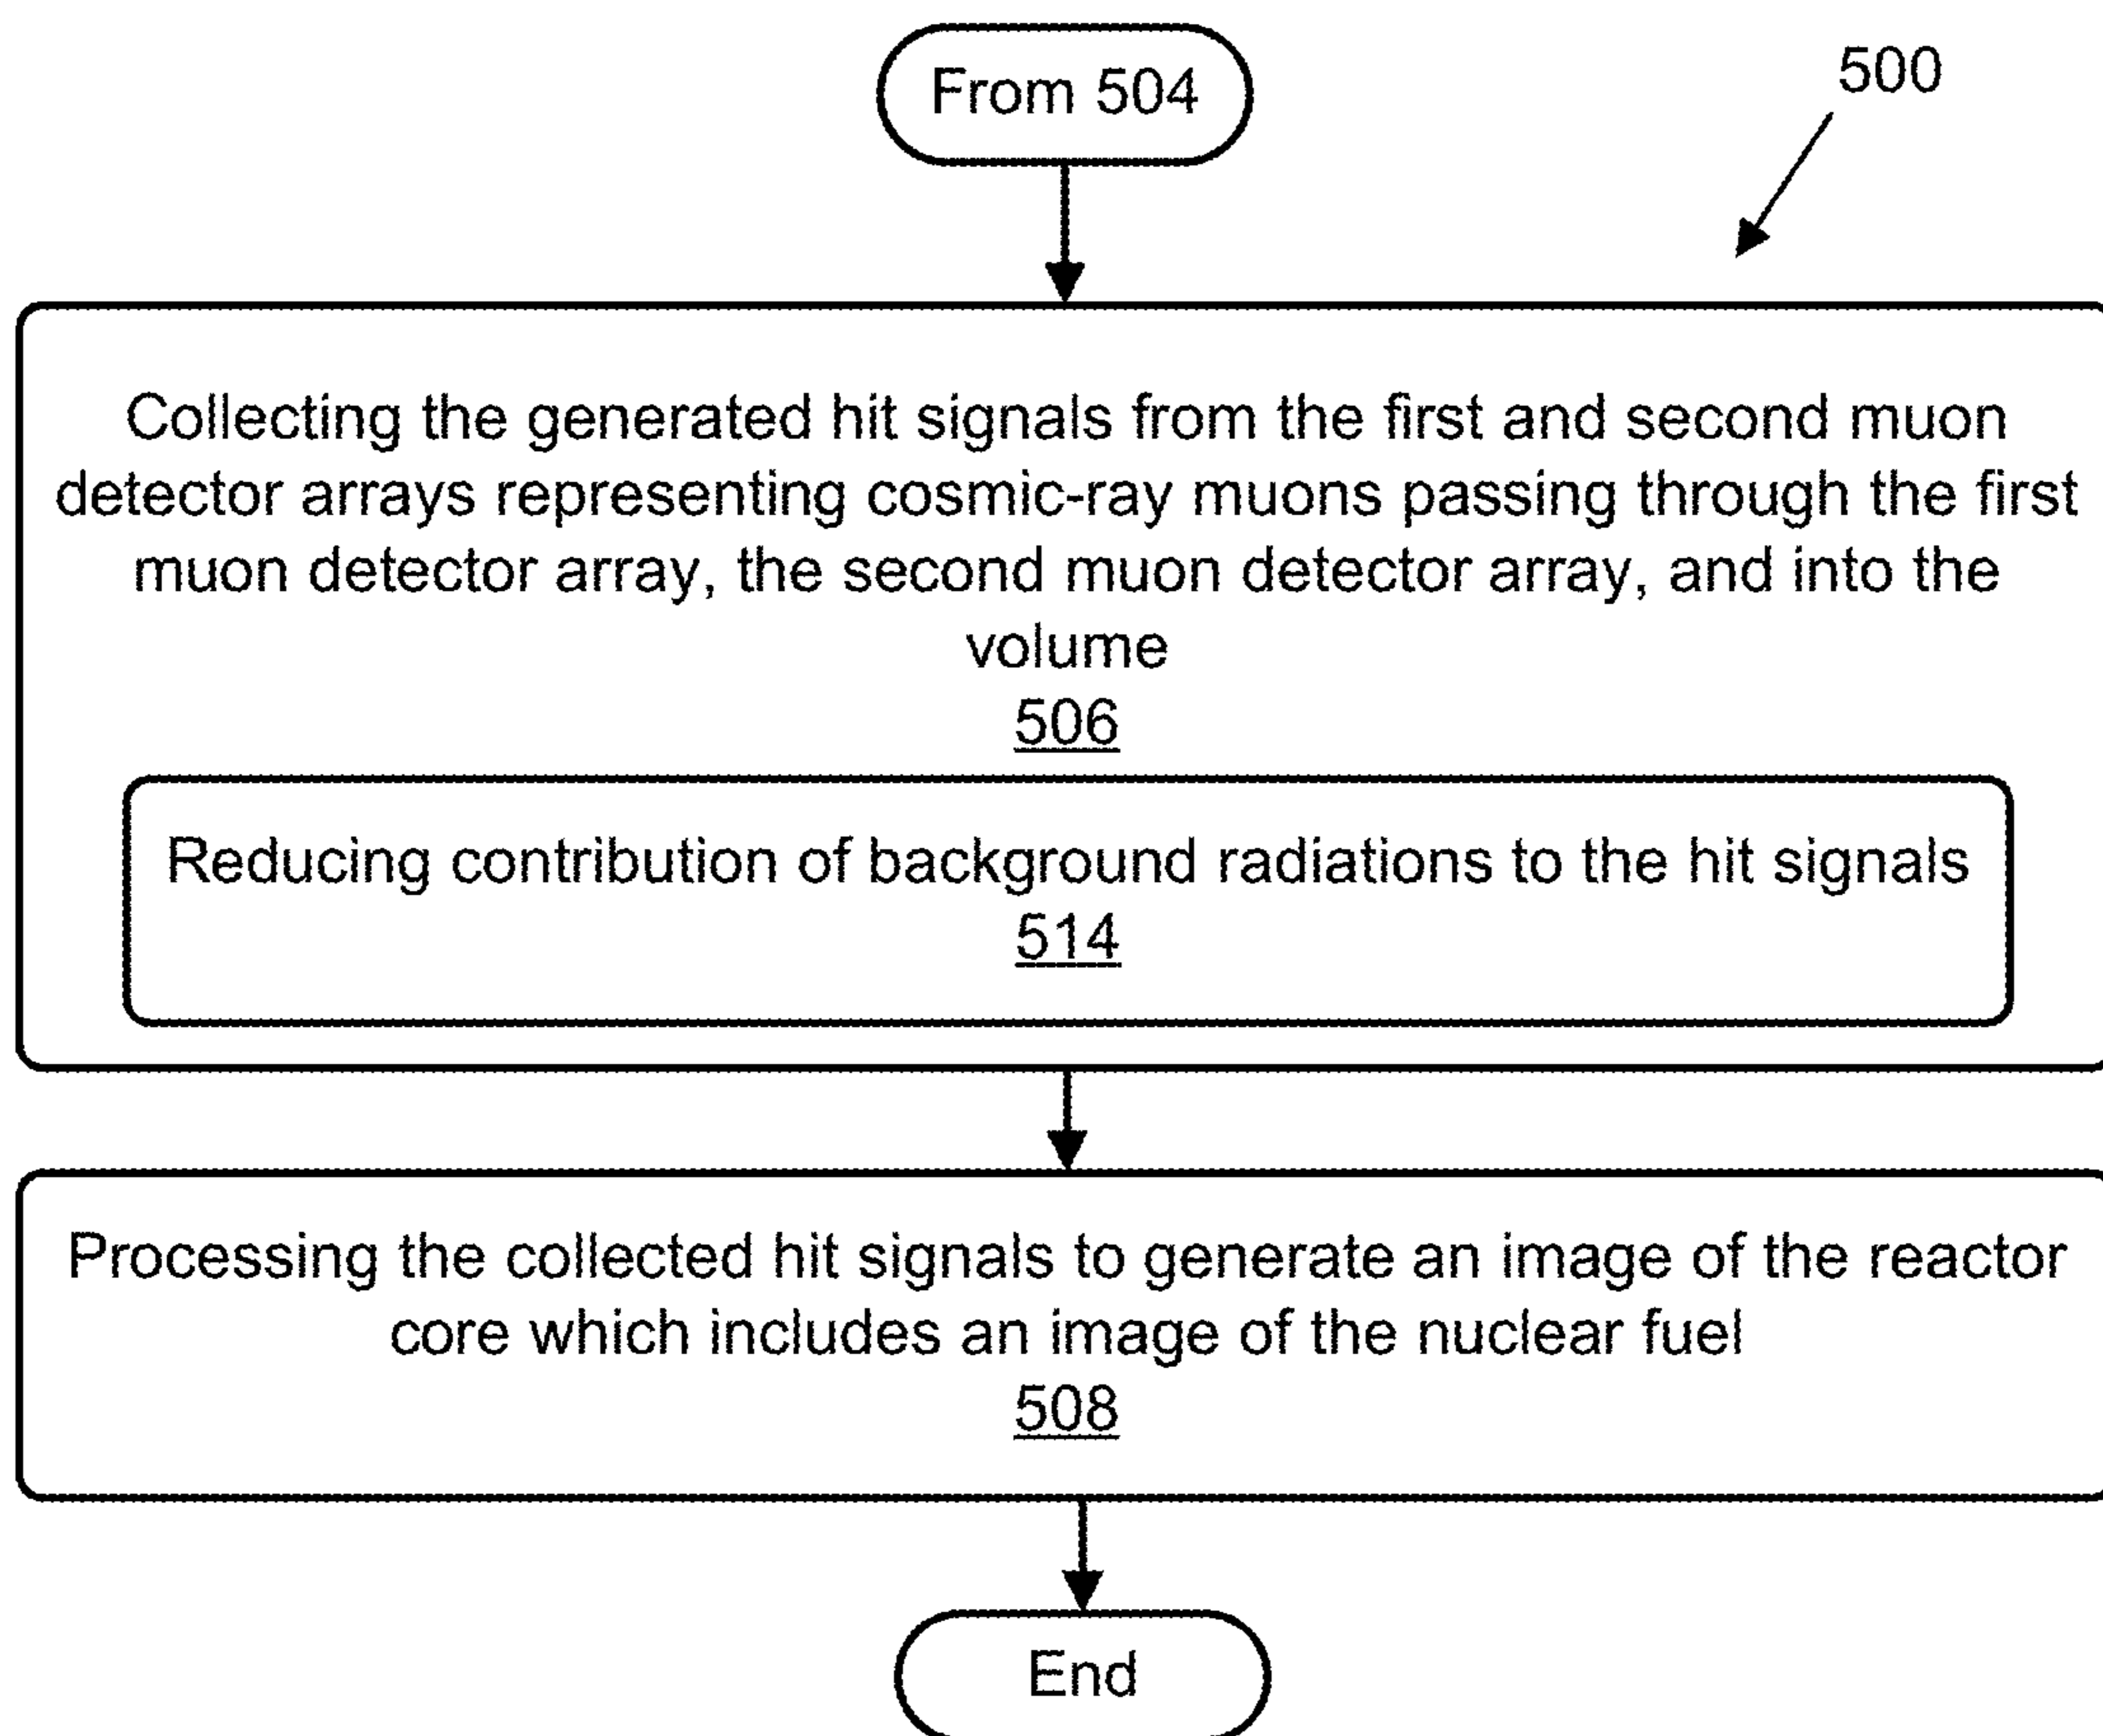 From 504
500
Collecting the generated hit signals from the first and second muon
detector arrays representing cosmic-ray muons passing through the first
muon detector array, the second muon detector array, and into the
volume
506
Reducing contribution of background radiations to the hit signals
514
Processing the collected hit signals to generate an image of the reactor
core which includes an image of the nuclear fuel
508
End